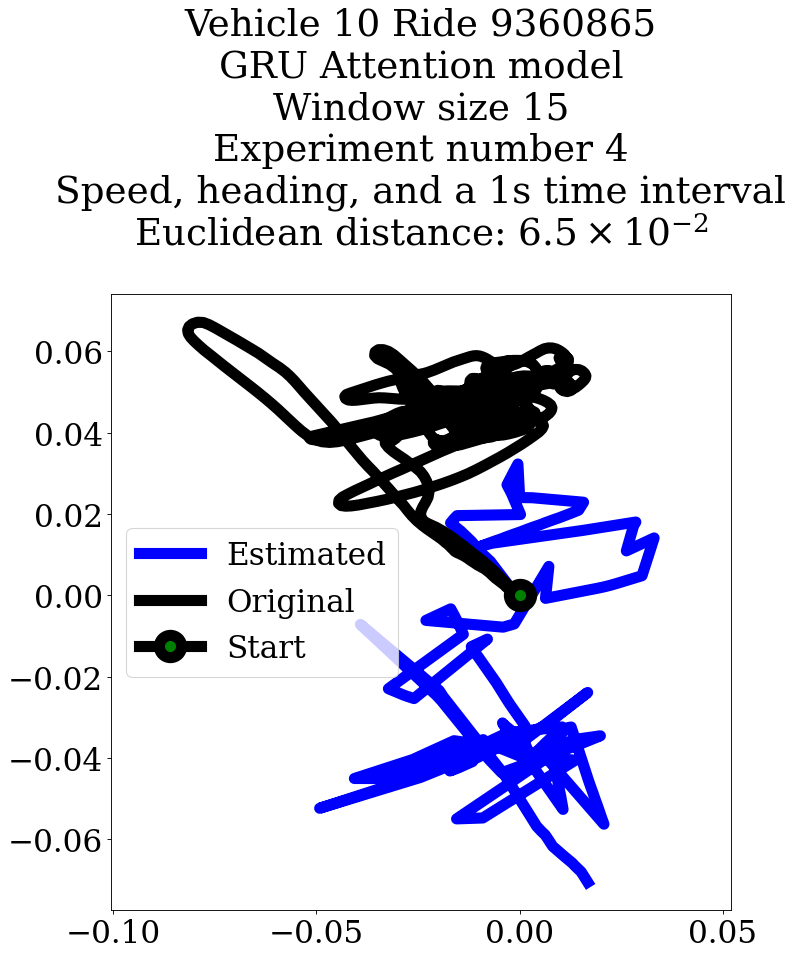 Vehicle 10 Ride 9360865
GRU Attention model
Window size 15
Experiment number 4
Speed, heading, and a 1s time interval
Euclidean distance: 6.5 × 10⁻²
0.06
0.04
0.02
0.00
−0.02
−0.04
−0.06
Estimated
Original
Start
−0.10 −0.05 0.00 0.05